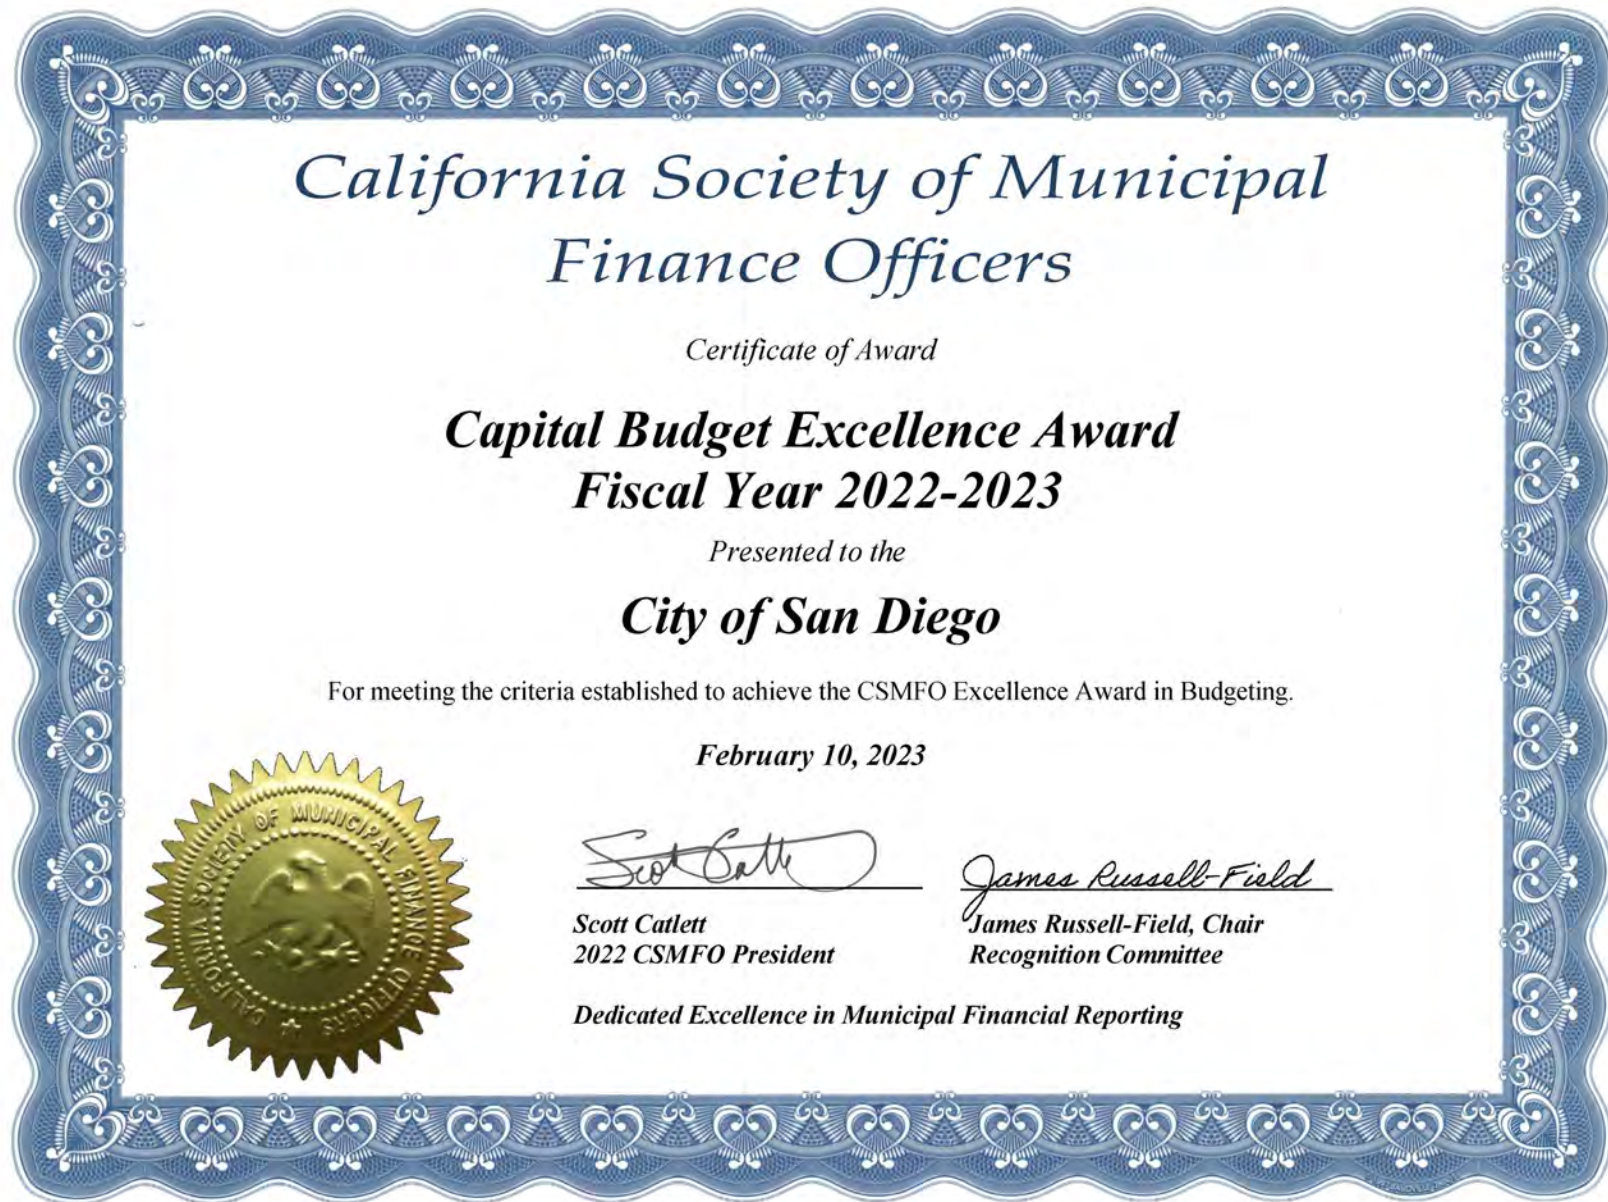 California Society of Municipal
Finance Officers
Certificate of Award
Capital Budget Excellence Award
Fiscal Year 2022-2023
Presented to the
City of San Diego
For meeting the criteria established to achieve the CSMFO Excellence Award in Budgeting.
February 10, 2023
CALIFORNIA SOCIETY OF MUNICIPAL FINANCE OFFICERS
Scott Catlett
James Russell-Field
Scott Catlett
2022 CSMFO President
James Russell-Field, Chair
Recognition Committee
Dedicated Excellence in Municipal Financial Reporting